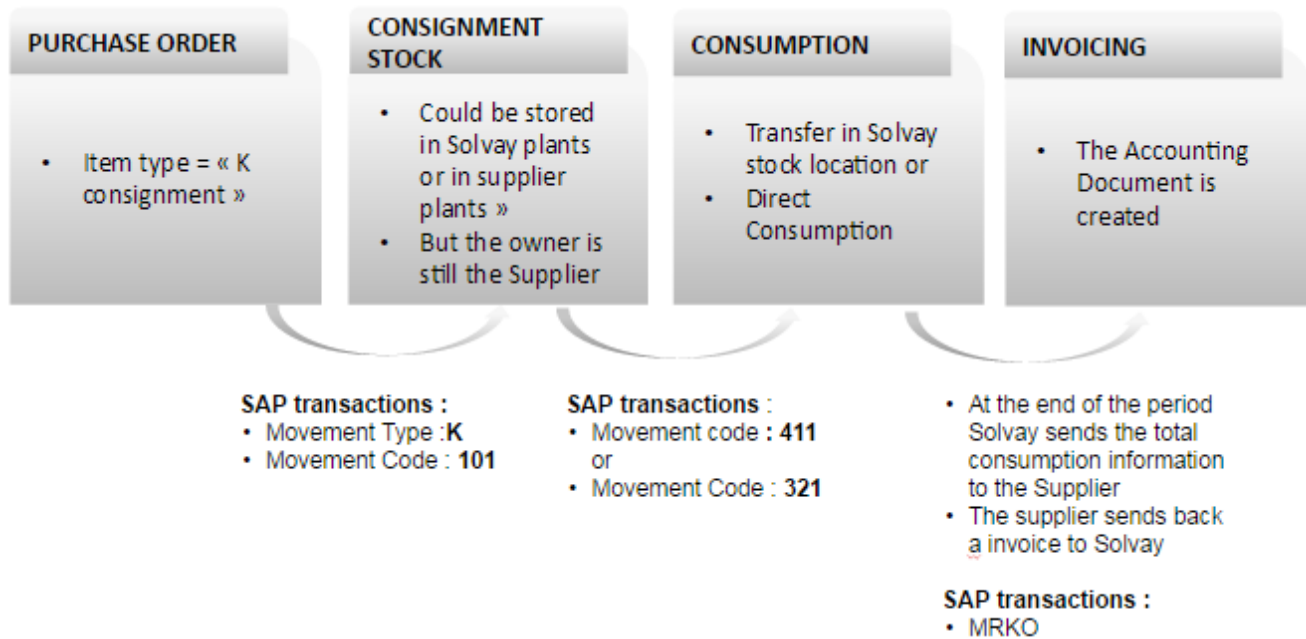 PURCHASE ORDER
• Item type = « K
consignment »
CONSIGNMENT
STOCK
• Could be stored
in Solvay plants
or in supplier
plants »
• But the owner is
still the Supplier
CONSUMPTION
• Transfer in Solvay
stock location or
• Direct
Consumption
INVOICING
• The Accounting
Document is
created
SAP transactions :
• Movement Type :K
• Movement Code : 101
SAP transactions :
• Movement code : 411
or
• Movement Code : 321
• At the end of the period
Solvay sends the total
consumption information
to the Supplier
• The supplier sends back
a invoice to Solvay
SAP transactions :
• MRKO